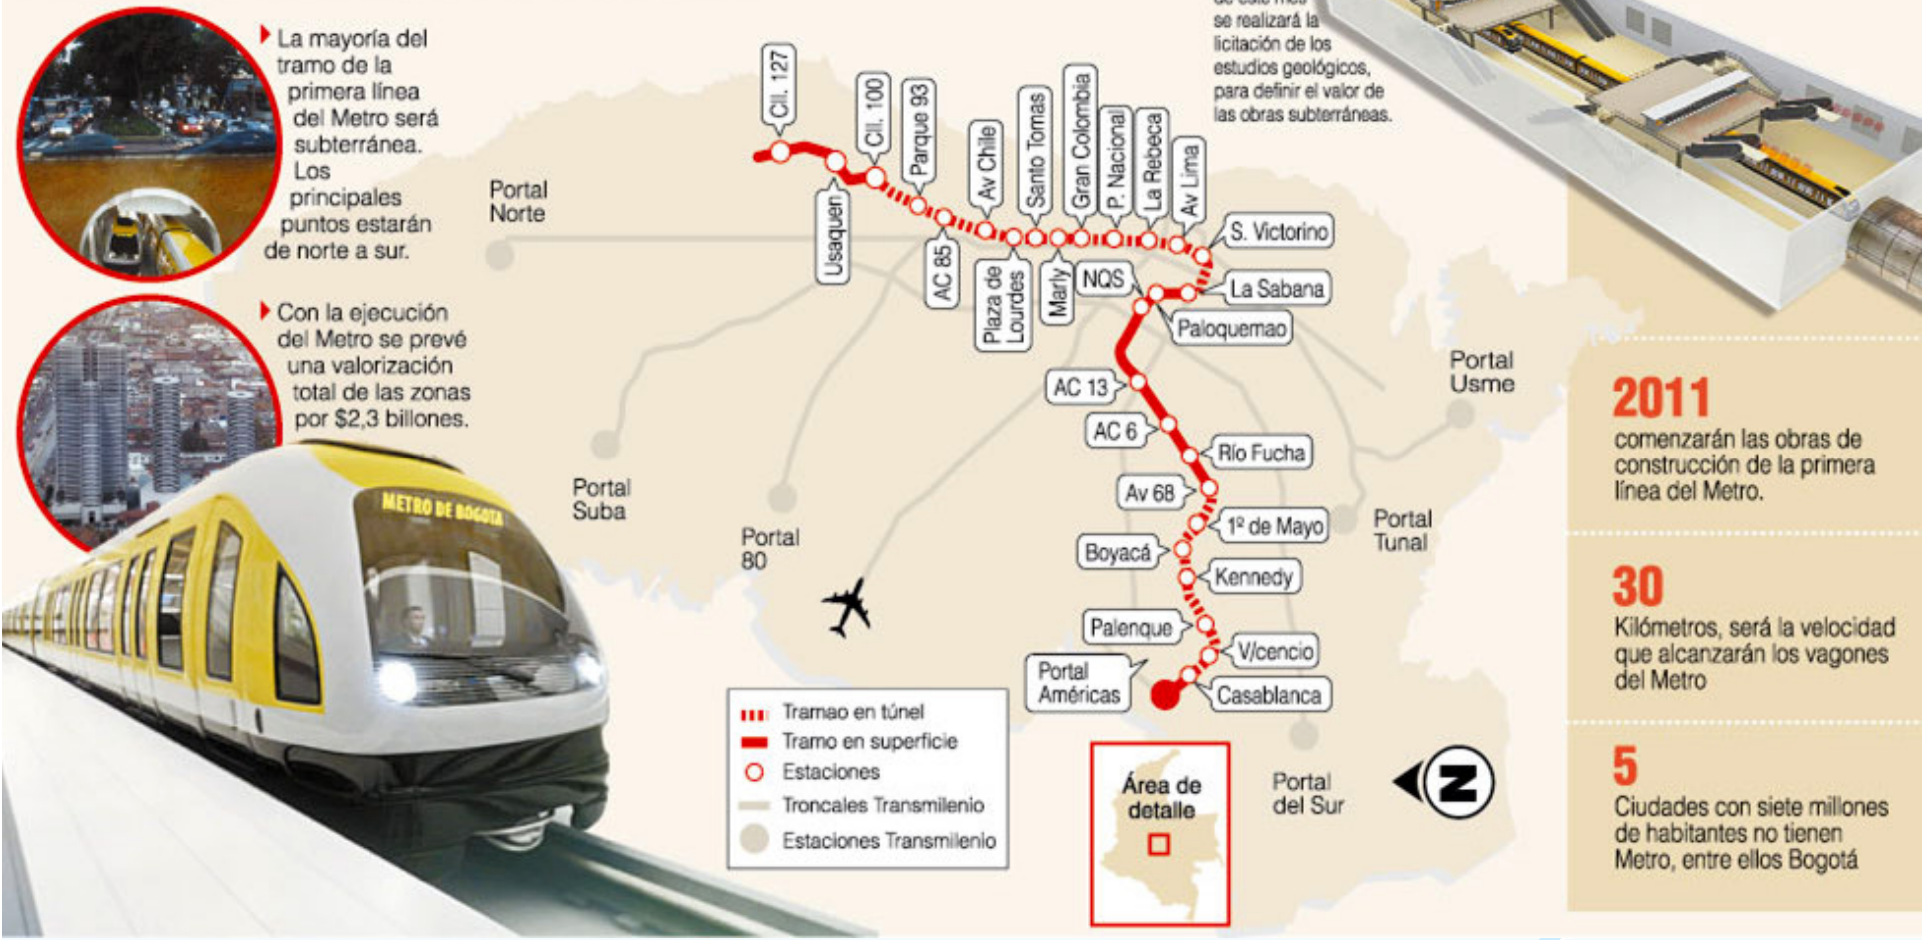 La mayoría del
tramo de la
primera línea
del Metro será
subterránea.
Los
principales
puntos estarán
de norte a sur.
Con la ejecución
del Metro se prevé
una valorización
total de las zonas
por $2,3 billones.
METRO DE BOGOTA
se realizará la
licitación de los
estudios geológicos,
para definir el valor de
las obras subterráneas.
Portal
Norte
Portal
Suba
Portal
80
Cll. 127
Usaquen
Cll. 100
Parque 93
AC 85
Av Chile
Plaza de
Lourdes
Santo Tomas
Marly
Gran Colombia
P. Nacional
La Rebeca
Av Lima
S. Victorino
La Sabana
NQS
Paloquemao
AC 13
AC 6
Río Fucha
Av 68
1º de Mayo
Boyacá
Kennedy
Palenque
V/cencio
Portal
Américas
Casablanca
Portal
Usme
Portal
Tunal
Portal
del Sur
Tramao en túnel
Tramo en superficie
Estaciones
Troncales Transmilenio
Estaciones Transmilenio
Área de
detalle
N
2011
comenzarán las obras de
construcción de la primera
línea del Metro.
30
Kilómetros, será la velocidad
que alcanzarán los vagones
del Metro
5
Ciudades con siete millones
de habitantes no tienen
Metro, entre ellos Bogotá